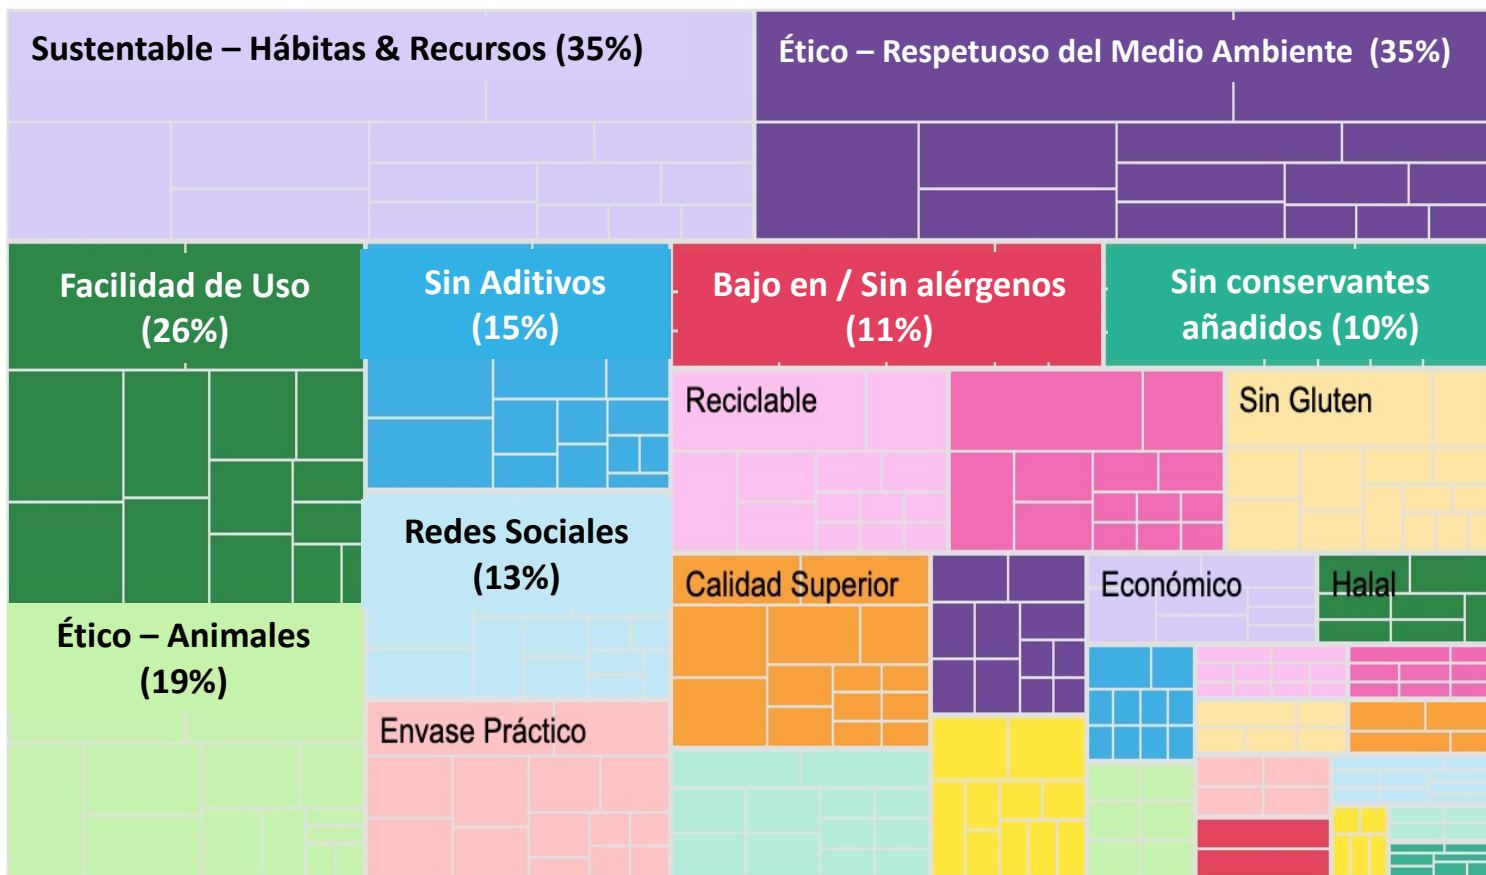 Sustentable – Hábitas & Recursos (35%)
Ético – Respetuoso del Medio Ambiente (35%)
Facilidad de Uso
(26%)
Sin Aditivos
(15%)
Bajo en / Sin alérgenos
(11%)
Sin conservantes
añadidos (10%)
Reciclable
Sin Gluten
Redes Sociales
(13%)
Calidad Superior
Económico
Halal
Ético – Animales
(19%)
Envase Práctico